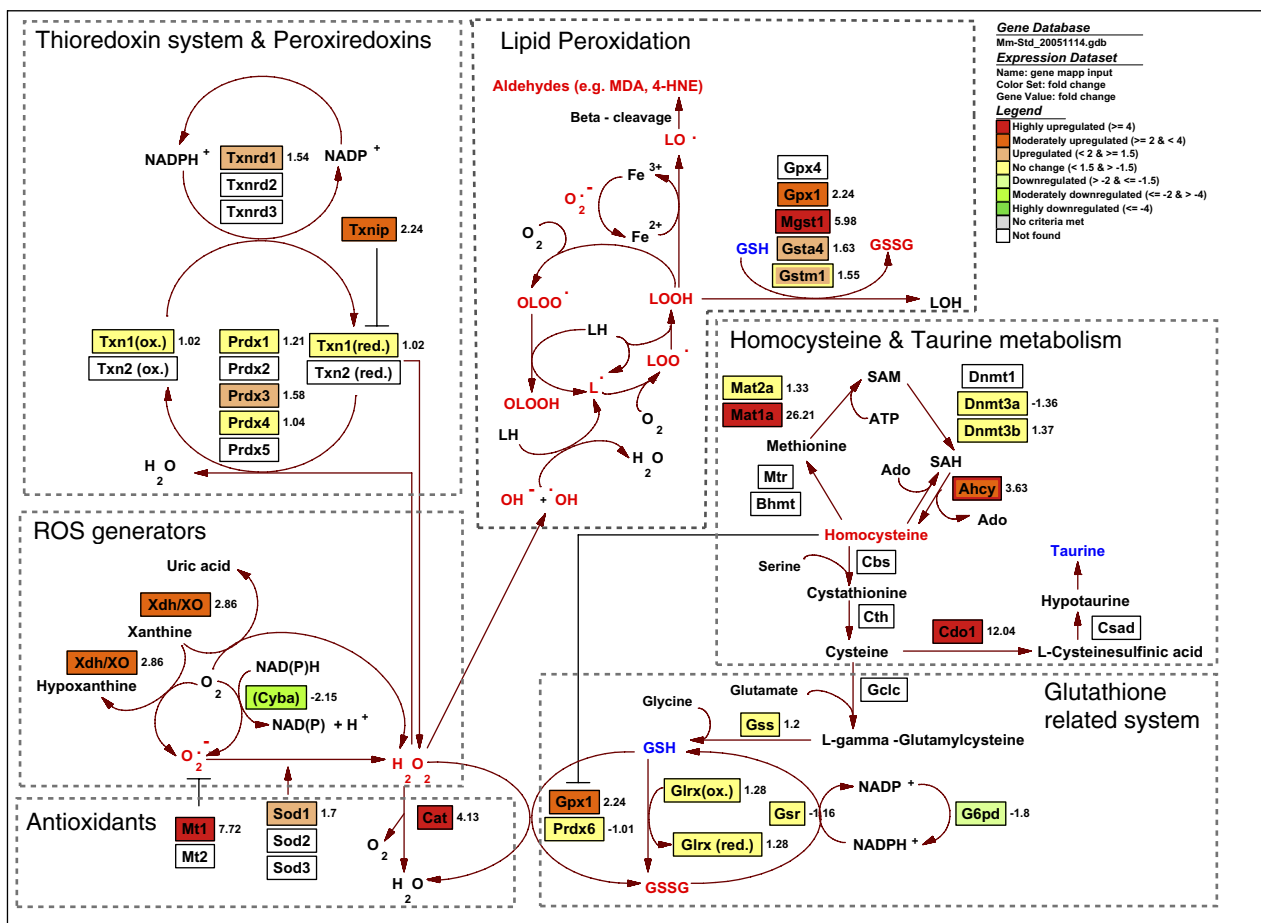 Thioredoxin system & Peroxiredoxins
NADPH +
NADP +
Txnrd1 1.54
Txnrd2
Txnrd3
Txnip 2.24
Txn1(ox.) 1.02
Txn2 (ox.)
Prdx1 1.21
Prdx2
Prdx3 1.58
Prdx4 1.04
Prdx5
Txn1(red.) 1.02
Txn2 (red.)
H2O
Lipid Peroxidation
Aldehydes (e.g. MDA, 4-HNE)
Beta - cleavage
LO·
Fe 3+
O2·-
Fe 2+
O2
Gpx4
Gpx1 2.24
Mgst1 5.98
Gsta4 1.63
Gstm1 1.55
GSH
GSSG
OLOO·
LOOH
LOH
LH
LOO·
L·
OLOOH
O2
LH
H2O
OH- + ·OH
Gene Database
Mm-Std_20051114.gdb
Expression Dataset
Name: gene mapp input
Color Set: fold change
Gene Value: fold change
Legend
Highly upregulated (>= 4)
Moderately upregulated (>= 2 & < 4)
Upregulated (< 2 & >= 1.5)
No change (< 1.5 & > -1.5)
Downregulated (> -2 & <= -1.5)
Moderately downregulated (<= -2 & > -4)
Highly downregulated (<= -4)
No criteria met
Not found
Homocysteine & Taurine metabolism
Mat2a 1.33
Mat1a 26.21
SAM
ATP
Methionine
Dnmt1
Dnmt3a -1.36
Dnmt3b 1.37
SAH
Mtr
Bhmt
Ado
Ahcy 3.63
Ado
Homocysteine
Serine
Cbs
Cystathionine
Cth
Cysteine
Cdo1 12.04
Taurine
Hypotaurine
Csad
L-Cysteinesulfinic acid
ROS generators
Uric acid
Xdh/XO 2.86
Xanthine
Xdh/XO 2.86
Hypoxanthine
O2
NAD(P)H
(Cyba) -2.15
NAD(P) + H +
O2·-
H2O2
Antioxidants
Mt1 7.72
Mt2
Sod1 1.7
Sod2
Sod3
Cat 4.13
O2
H2O
Glutathione
related system
Glutamate
Gclc
Glycine
Gss 1.2
L-gamma -Glutamylcysteine
GSH
Gpx1 2.24
Prdx6 -1.01
Glrx(ox.) 1.28
Glrx (red.) 1.28
Gsr -1.16
NADP +
NADPH +
G6pd -1.8
GSSG